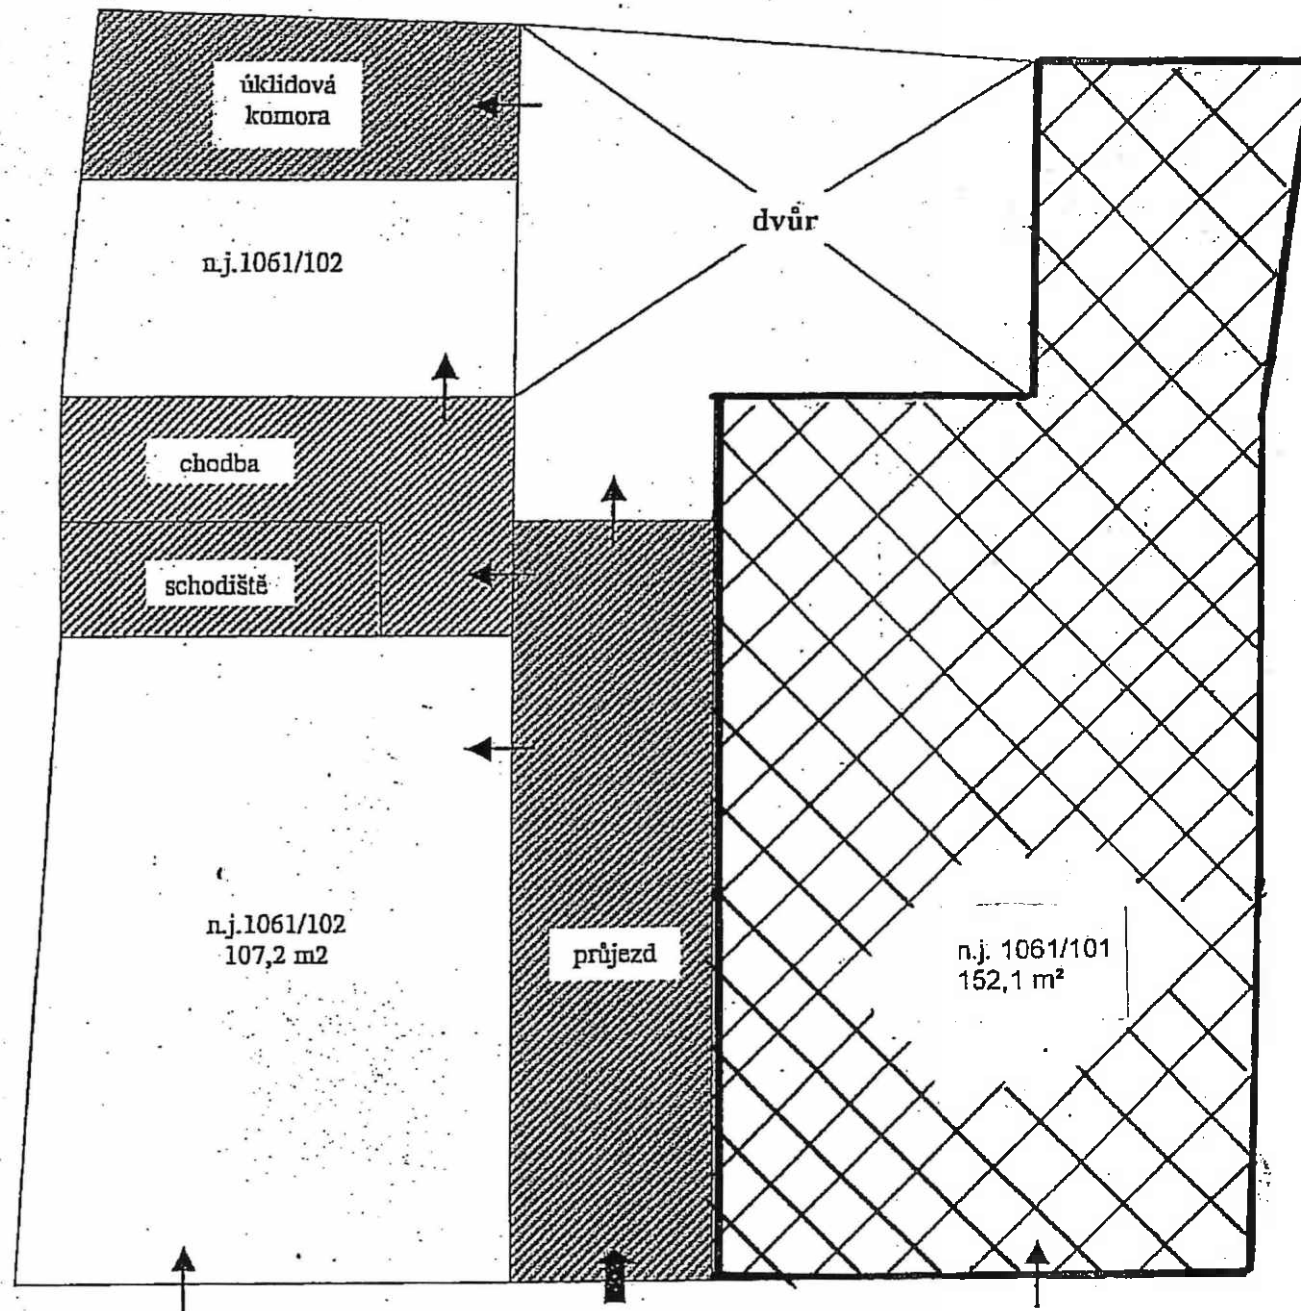 úklidová
komora
dvůr
n.j.1061/102
chodba
schodiště
n.j.1061/102
107,2 m2
průjezd
n.j. 1061/101
152,1 m²